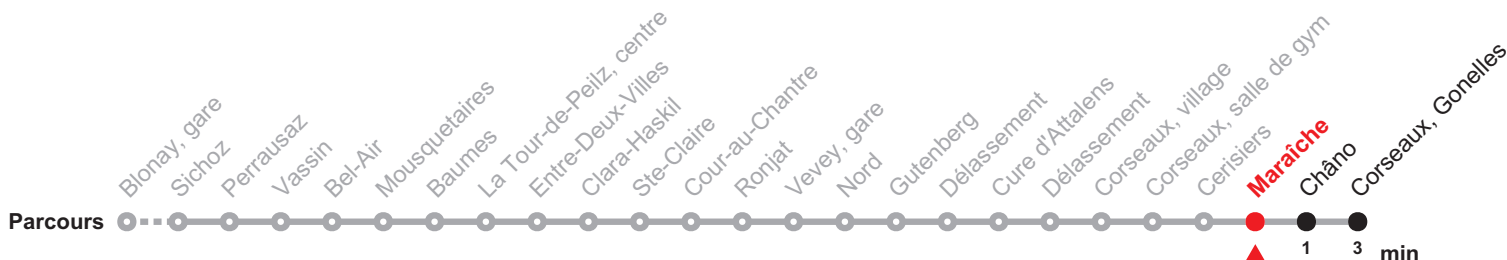 Blonay, gare
Sichoz
Perrausaz
Vassin
Bel-Air
Mousquetaires
Baumes
La Tour-de-Peilz, centre
Entre-Deux-Villes
Clara-Haskil
Ste-Claire
Cour-au-Chantre
Ronjat
Vevey, gare
Nord
Gutenberg
Délassement
Cure d'Attalens
Délassement
Corseaux, village
Corseaux, salle de gym
Cerisiers
Maraîche
Châno
Corseaux, Gonelles
Parcours
1 3 min